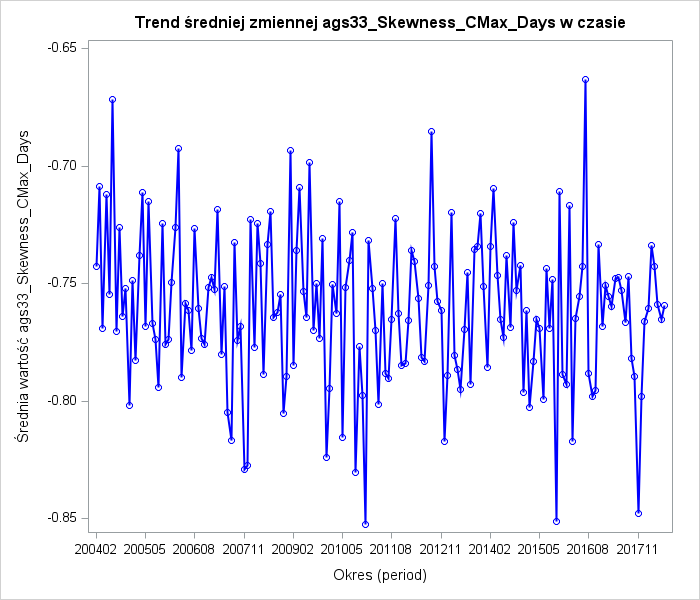 Trend średniej zmiennej ags33_Skewness_CMax_Days w czasie
Średnia wartość ags33_Skewness_CMax_Days
-0.65
-0.70
-0.75
-0.80
-0.85
200402 200505 200608 200711 200902 201005 201108 201211 201402 201505 201608 201711
Okres (period)